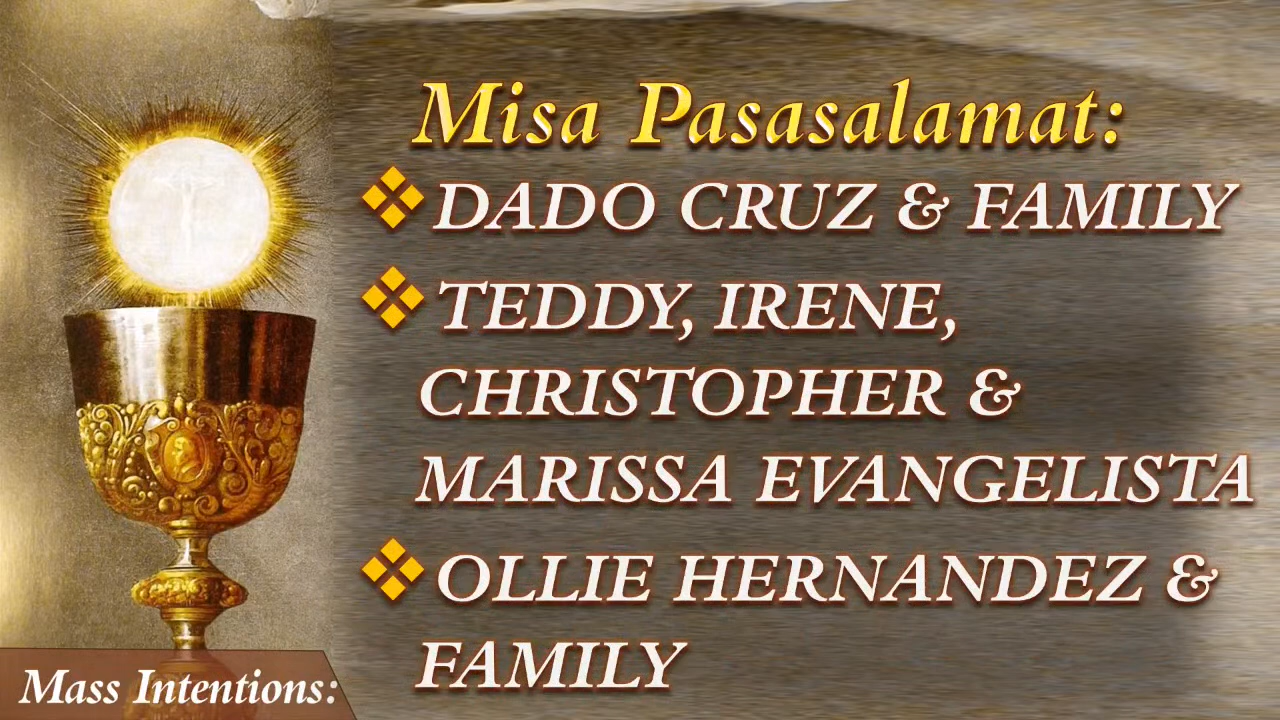 Misa Pasasalamat:
❖DADO CRUZ & FAMILY
❖TEDDY, IRENE,
CHRISTOPHER &
MARISSA EVANGELISTA
❖OLLIE HERNANDEZ &
FAMILY
Mass Intentions: